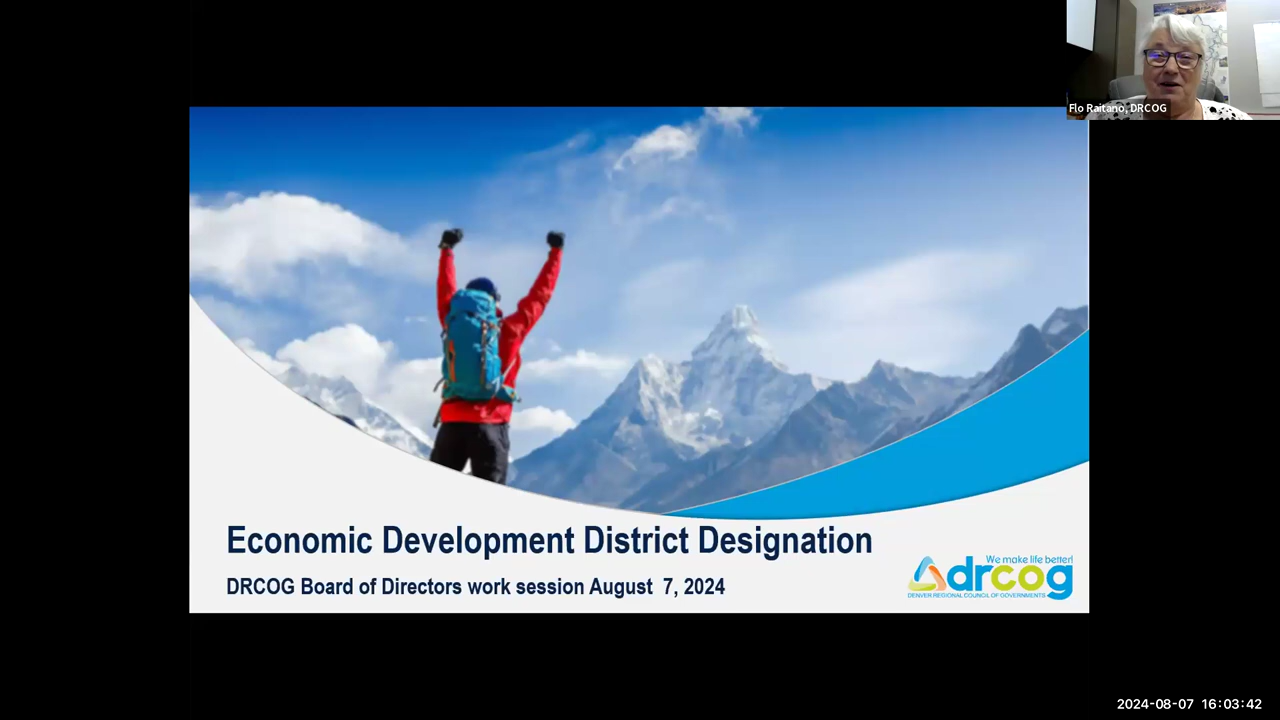 Flo Raitano, DRCOG
Economic Development District Designation
DRCOG Board of Directors work session August 7, 2024
We make life better!
drcog
DENVER REGIONAL COUNCIL OF GOVERNMENTS
2024-08-07 16:03:42